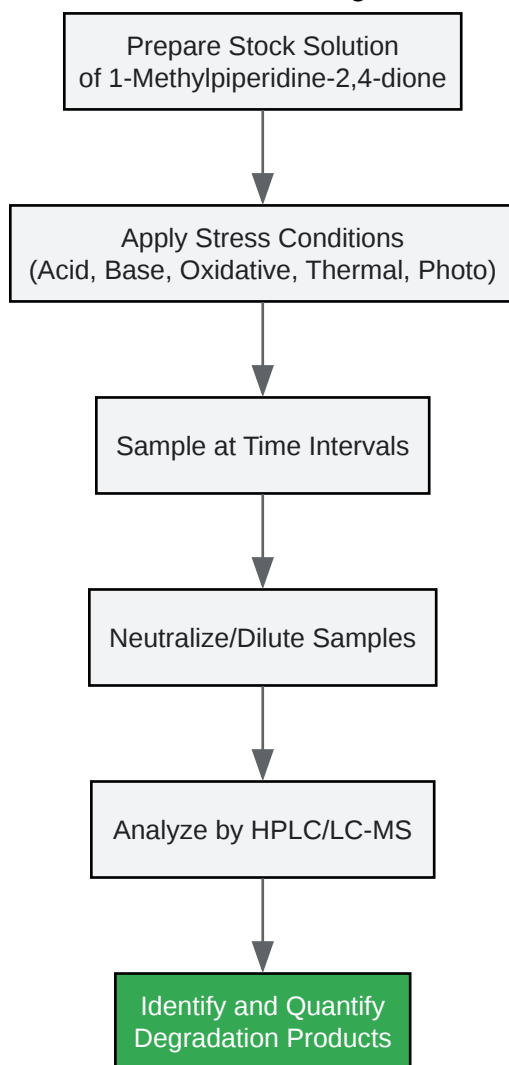 Prepare Stock Solution
of 1-Methylpiperidine-2,4-dione
Apply Stress Conditions
(Acid, Base, Oxidative, Thermal, Photo)
Sample at Time Intervals
Neutralize/Dilute Samples
Analyze by HPLC/LC-MS
Identify and Quantify
Degradation Products